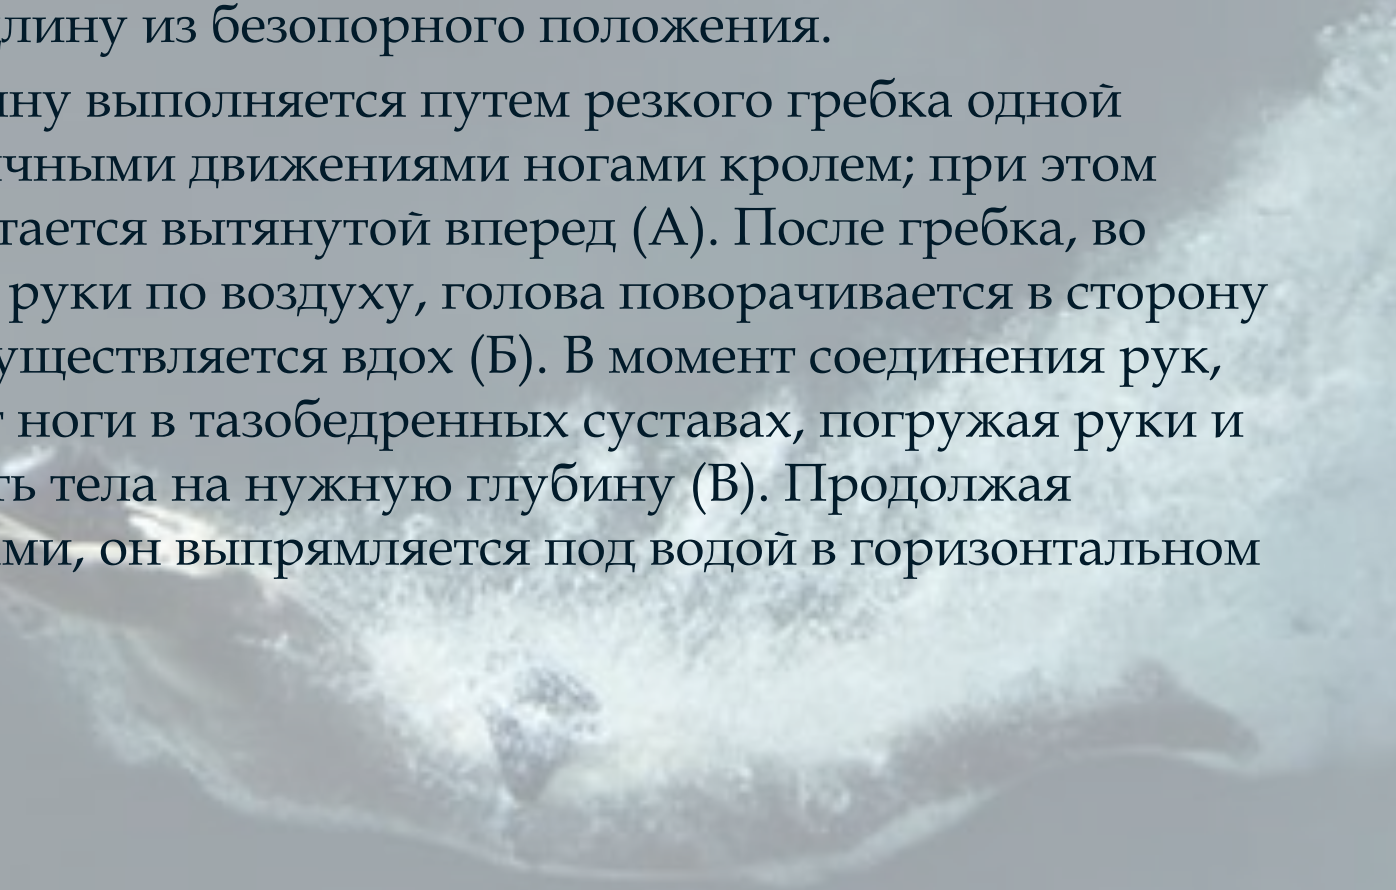 длину из безопорного положения.
ину выполняется путем резкого гребка одной
ичными движениями ногами кролем; при этом
тается вытянутой вперед (А). После гребка, во
руки по воздуху, голова поворачивается в сторону
уществляется вдох (Б). В момент соединения рук,
т ноги в тазобедренных суставах, погружая руки и
ть тела на нужную глубину (В). Продолжая
ми, он выпрямляется под водой в горизонтальном